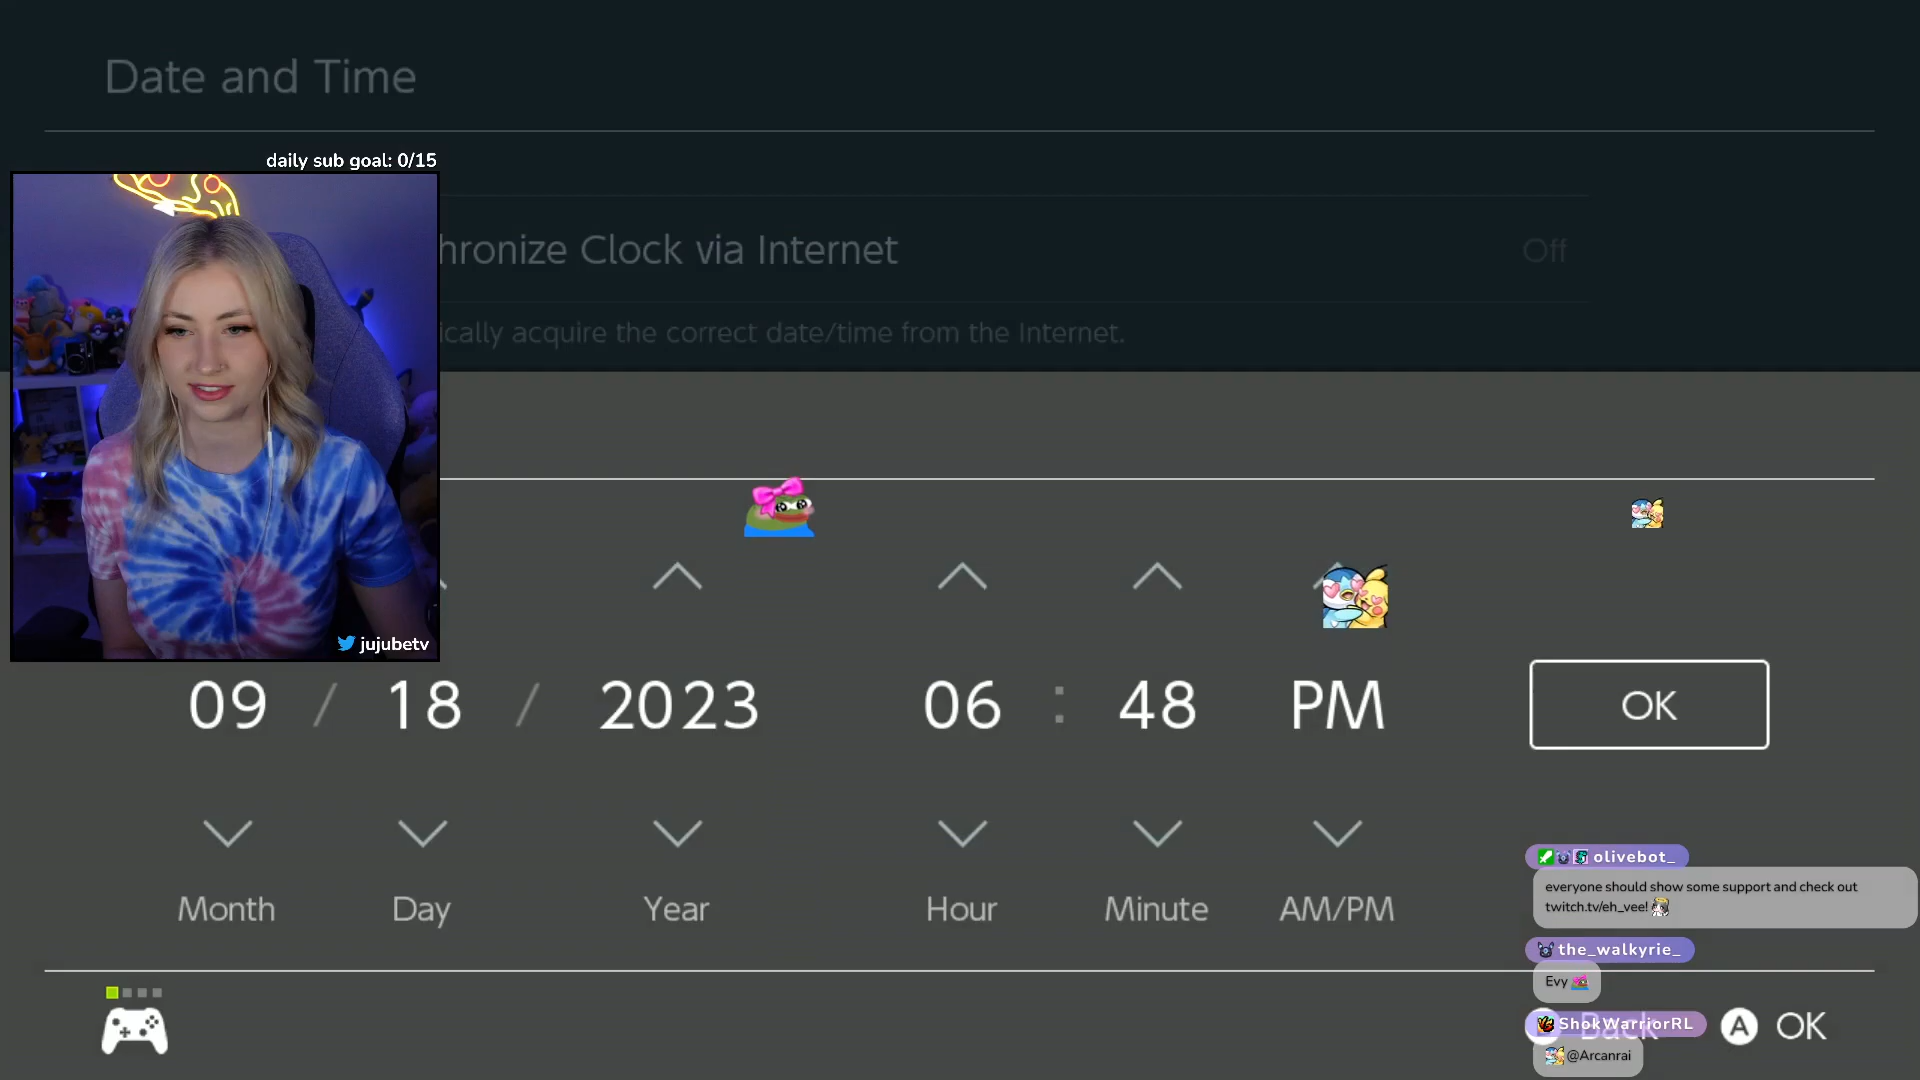 Date and Time
daily sub goal: 0/15
hronize Clock via Internet
Off
ically acquire the correct date/time from the Internet.
jujubetv
09 / 18 / 2023 06 : 48 PM
OK
Month Day Year Hour Minute AM/PM
olivebot_
everyone should show some support and check out
twitch.tv/eh_vee!
the_walkyrie_
Evy
ShokWarriorRL
Back
A OK
@Arcanrai